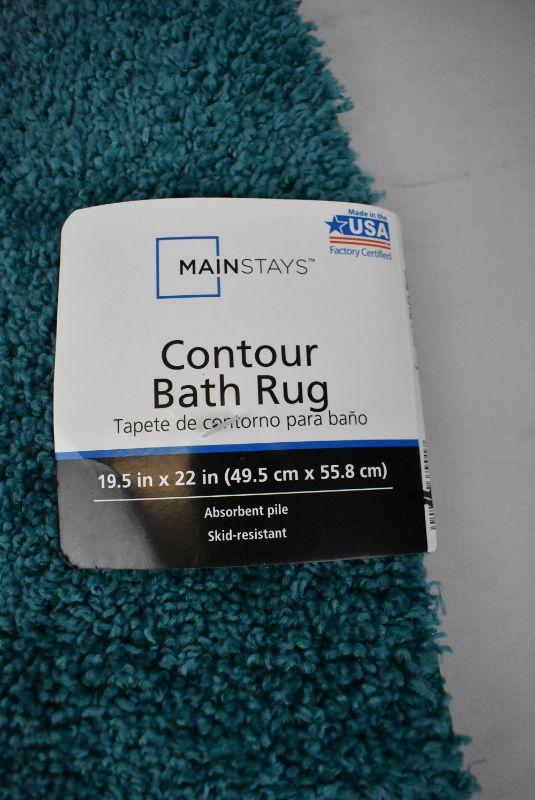 Made in the
USA
Factory Certified
MAINSTAYS™
Contour
Bath Rug
Tapete de contorno para baño
19.5 in x 22 in (49.5 cm x 55.8 cm)
Absorbent pile
Skid-resistant